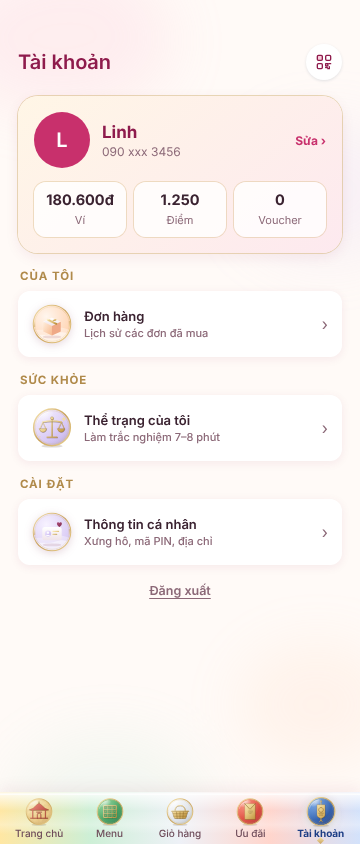 Tài khoản
L
Linh
090 xxx 3456
Sửa ›
180.600đ
Ví
1.250
Điểm
0
Voucher
CỦA TÔI
Đơn hàng
Lịch sử các đơn đã mua
SỨC KHỎE
Thể trạng của tôi
Làm trắc nghiệm 7–8 phút
CÀI ĐẶT
Thông tin cá nhân
Xưng hô, mã PIN, địa chỉ
Đăng xuất
Trang chủ
Menu
Giỏ hàng
Ưu đãi
Tài khoản